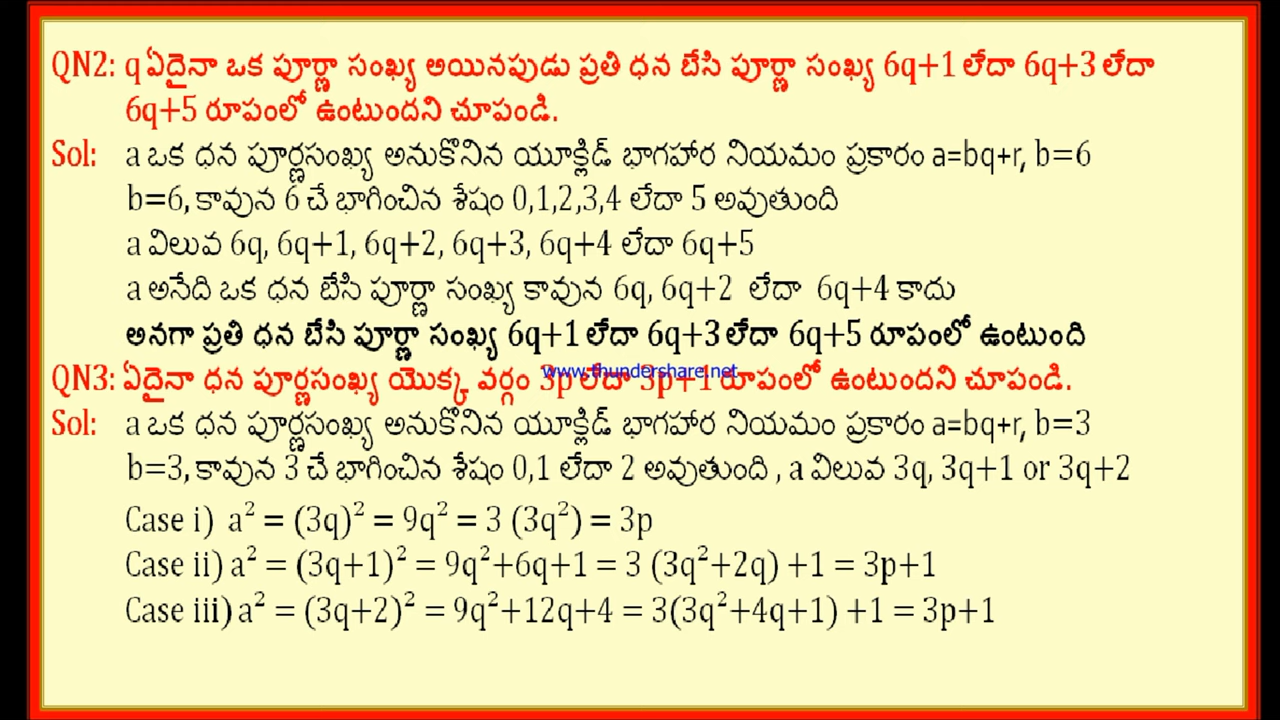 QN2: q ఏదైనా ఒక పూర్ణా సంఖ్య అయినపుడు ప్రతి ధన బేసి పూర్ణా సంఖ్య 6q+1 లేదా 6q+3 లేదా
6q+5 రూపంలో ఉంటుందని చూపండి.
Sol: a ఒక ధన పూర్ణసంఖ్య అనుకొనిన యూక్లిడ్ భాగహార నియమం ప్రకారం a=bq+r, b=6
b=6, కావున 6 చే భాగించిన శేషం 0,1,2,3,4 లేదా 5 అవుతుంది
a విలువ 6q, 6q+1, 6q+2, 6q+3, 6q+4 లేదా 6q+5
a అనేది ఒక ధన బేసి పూర్ణా సంఖ్య కావున 6q, 6q+2 లేదా 6q+4 కాదు
అనగా ప్రతి ధన బేసి పూర్ణా సంఖ్య 6q+1 లేదా 6q+3 లేదా 6q+5 రూపంలో ఉంటుంది
www.thundershare.net
QN3: ఏదైనా ధన పూర్ణసంఖ్య యొక్క వర్గం 3p లేదా 3p+1 రూపంలో ఉంటుందని చూపండి.
Sol: a ఒక ధన పూర్ణసంఖ్య అనుకొనిన యూక్లిడ్ భాగహార నియమం ప్రకారం a=bq+r, b=3
b=3, కావున 3 చే భాగించిన శేషం 0,1 లేదా 2 అవుతుంది , a విలువ 3q, 3q+1 or 3q+2
Case i) a² = (3q)² = 9q² = 3 (3q²) = 3p
Case ii) a² = (3q+1)² = 9q²+6q+1 = 3 (3q²+2q) +1 = 3p+1
Case iii) a² = (3q+2)² = 9q²+12q+4 = 3(3q²+4q+1) +1 = 3p+1